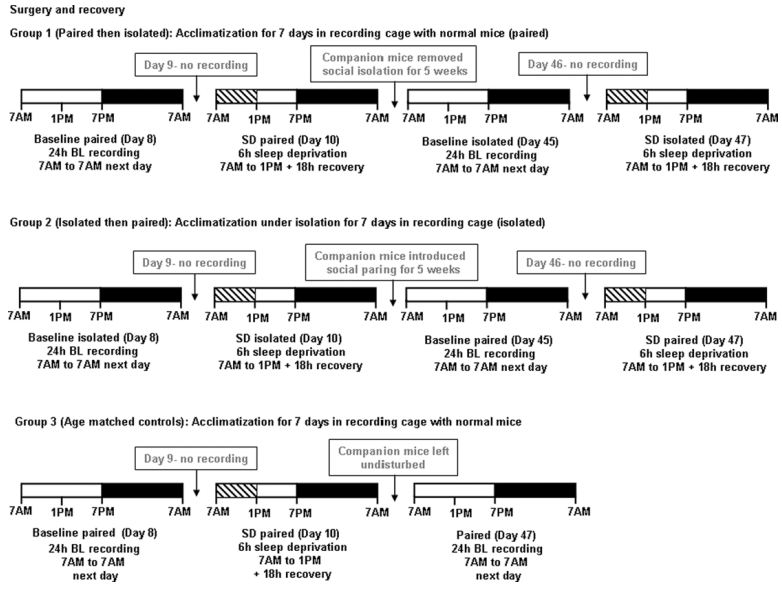 Surgery and recovery
Group 1 (Paired then isolated): Acclimatization for 7 days in recording cage with normal mice (paired)
Day 9- no recording
Companion mice removed
social isolation for 5 weeks
Day 46- no recording
7AM 1PM 7PM 7AM
7AM 1PM 7PM 7AM
7AM 1PM 7PM 7AM
7AM 1PM 7PM 7AM
Baseline paired (Day 8)
24h BL recording
7AM to 7AM next day
SD paired (Day 10)
6h sleep deprivation
7AM to 1PM + 18h recovery
Baseline isolated (Day 45)
24h BL recording
7AM to 7AM next day
SD isolated (Day 47)
6h sleep deprivation
7AM to 1PM + 18h recovery
Group 2 (Isolated then paired): Acclimatization under isolation for 7 days in recording cage (isolated)
Day 9- no recording
Companion mice introduced
social paring for 5 weeks
Day 46- no recording
7AM 1PM 7PM 7AM
7AM 1PM 7PM 7AM
7AM 1PM 7PM 7AM
7AM 1PM 7PM 7AM
Baseline isolated (Day 8)
24h BL recording
7AM to 7AM next day
SD isolated (Day 10)
6h sleep deprivation
7AM to 1PM + 18h recovery
Baseline paired (Day 45)
24h BL recording
7AM to 7AM next day
SD paired (Day 47)
6h sleep deprivation
7AM to 1PM + 18h recovery
Group 3 (Age matched controls): Acclimatization for 7 days in recording cage with normal mice
Day 9- no recording
Companion mice left
undisturbed
7AM 1PM 7PM 7AM
7AM 1PM 7PM 7AM
7AM 1PM 7PM 7AM
Baseline paired (Day 8)
24h BL recording
7AM to 7AM
next day
SD paired (Day 10)
6h sleep deprivation
7AM to 1PM
+ 18h recovery
Paired (Day 47)
24h BL recording
7AM to 7AM
next day